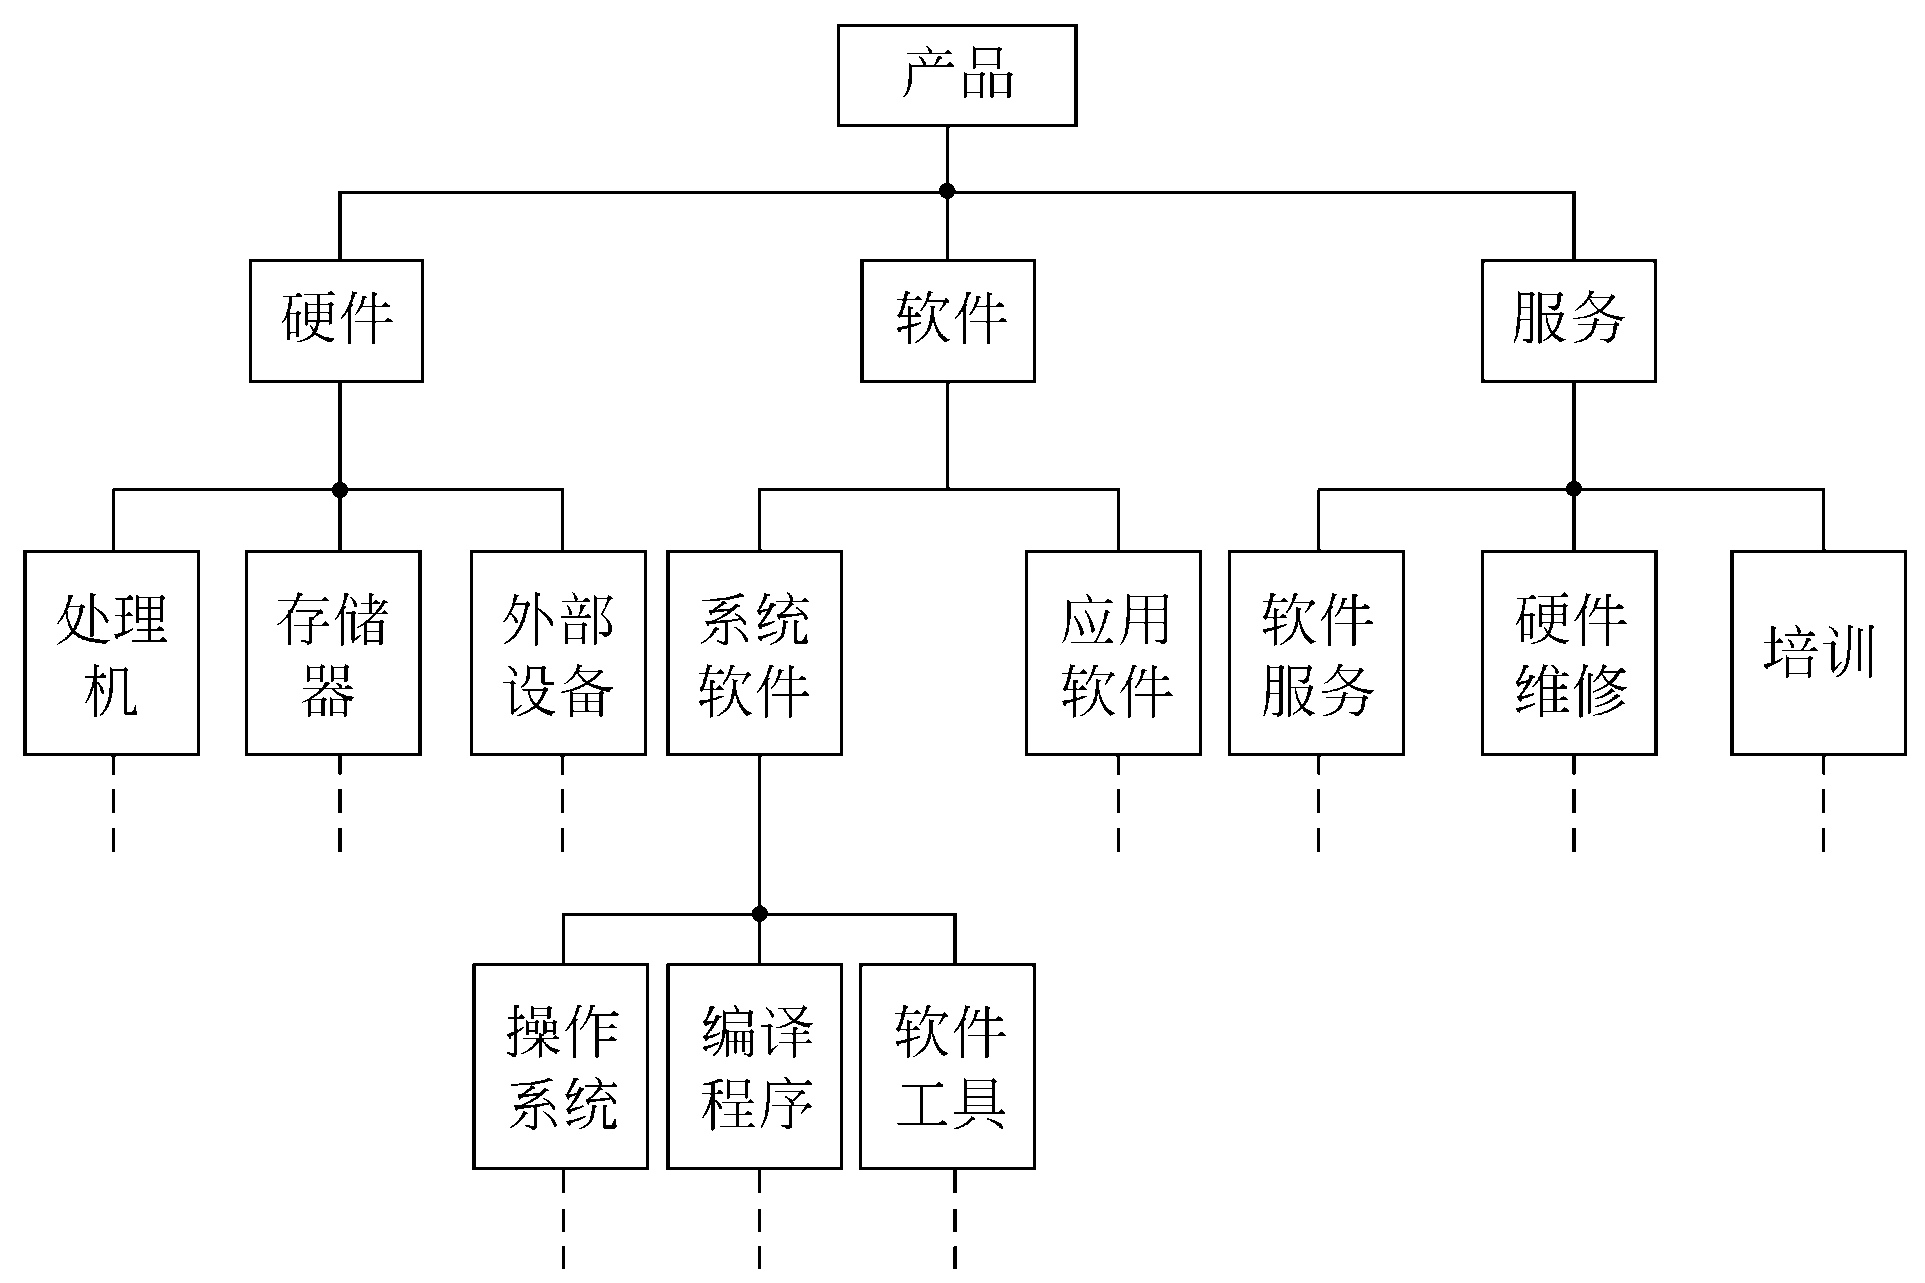 产品
硬件
软件
服务
处理
机
存储
器
外部
设备
系统
软件
应用
软件
软件
服务
硬件
维修
培训
操作
系统
编译
程序
软件
工具